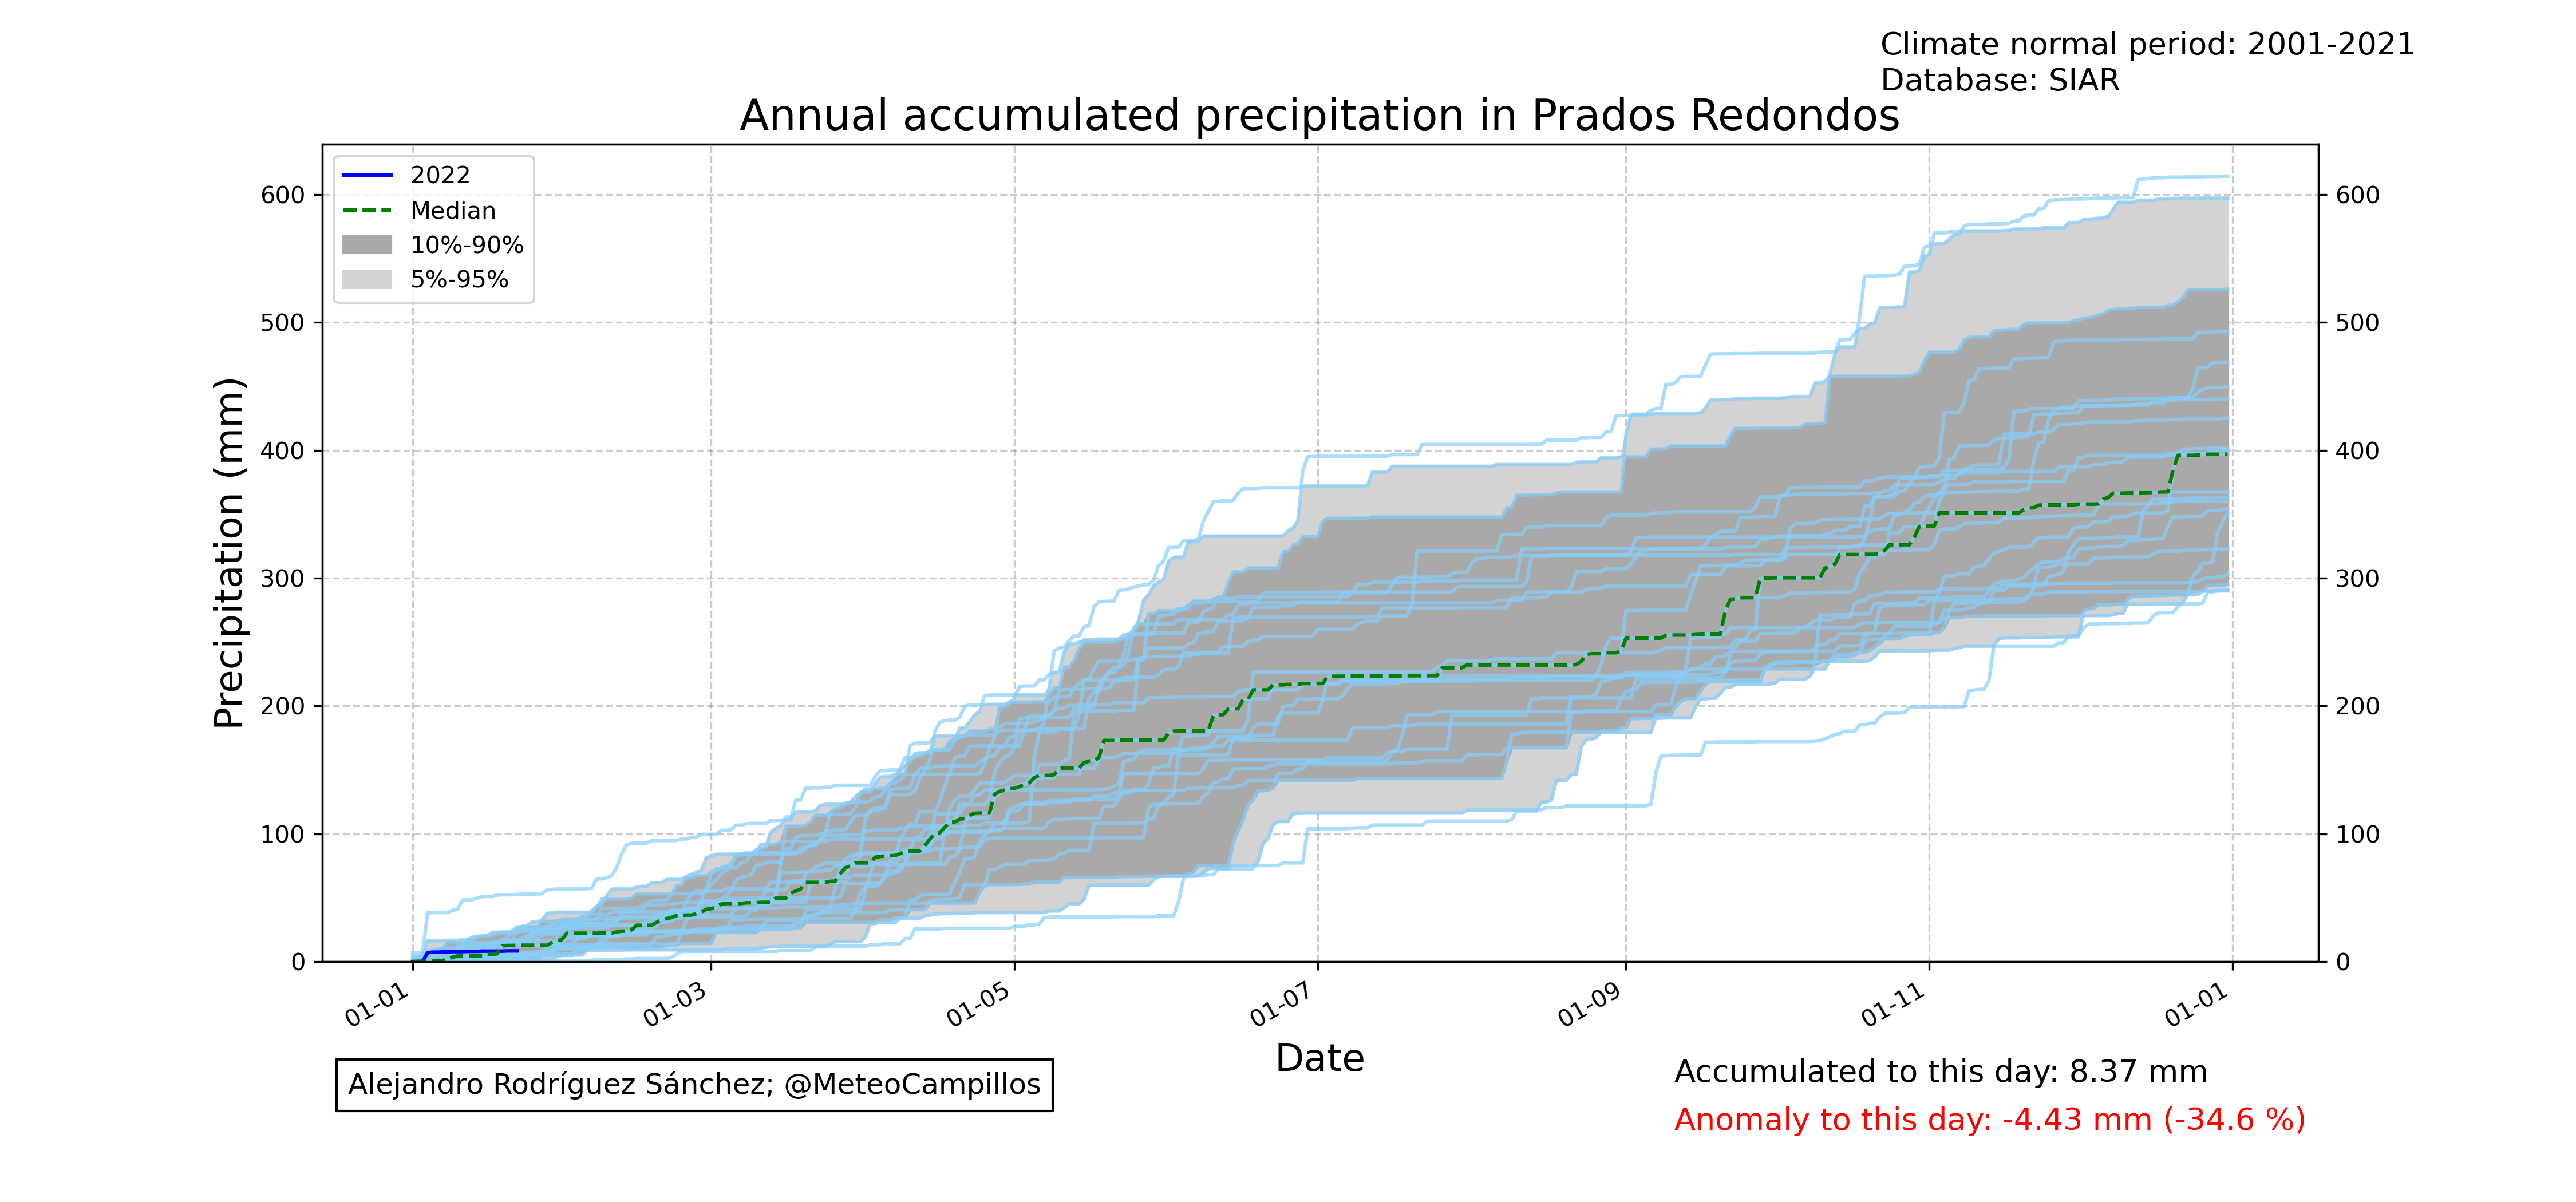 Climate normal period: 2001-2021
Database: SIAR
Annual accumulated precipitation in Prados Redondos
2022
Median
10%-90%
5%-95%
Precipitation (mm)
600
500
400
300
200
100
0
600
500
400
300
200
100
0
01-01
01-03
01-05
01-07
01-09
01-11
01-01
Date
Alejandro Rodríguez Sánchez; @MeteoCampillos
Accumulated to this day: 8.37 mm
Anomaly to this day: -4.43 mm (-34.6 %)